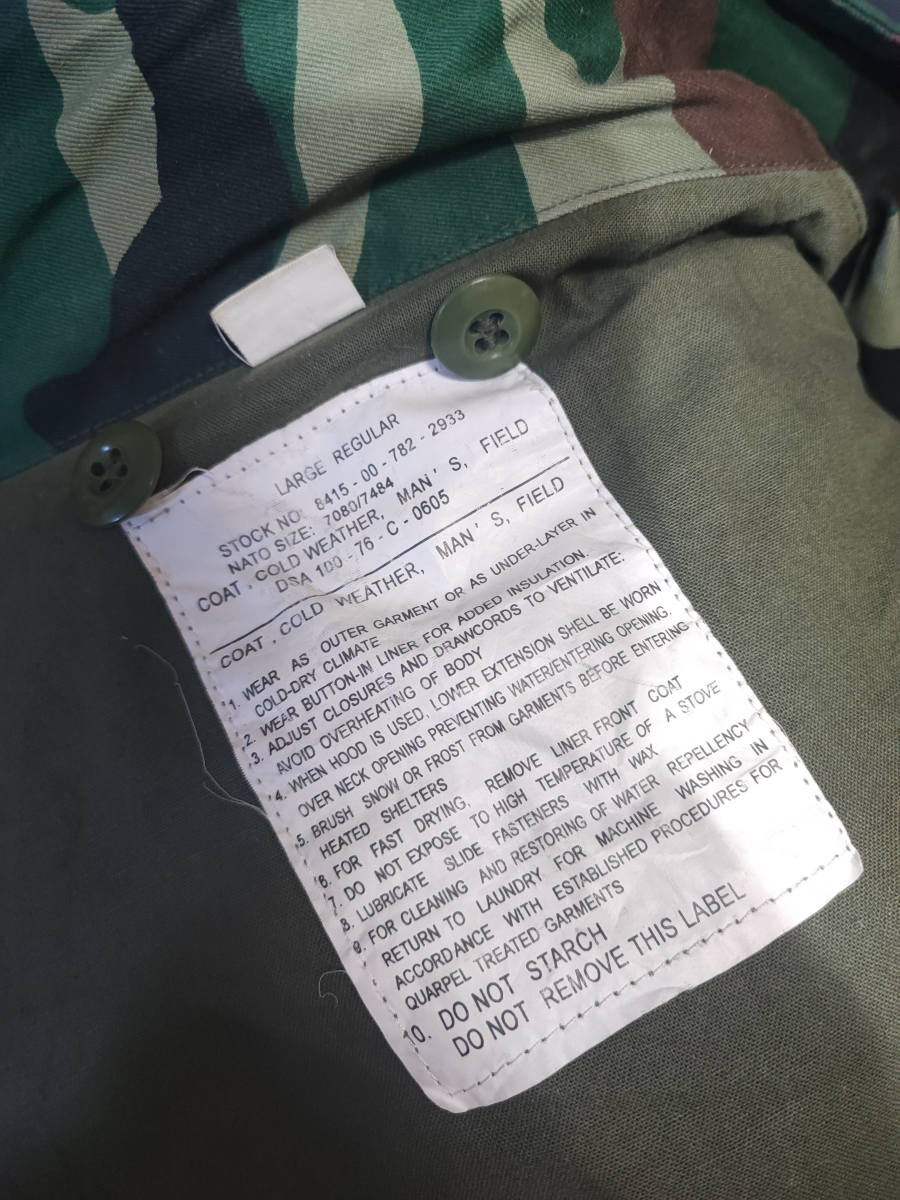 LARGE REGULAR
STOCK NO: 8415 - 00 - 782 - 2933
NATO SIZE: 7080/7484
COAT , COLD WEATHER, MAN' S, FIELD
DSA 100 - 76 - C - 0605
COAT , COLD WEATHER, MAN' S, FIELD
1. WEAR AS OUTER GARMENT OR AS UNDER-LAYER IN
COLD-DRY CLIMATE
2. WEAR BUTTON-IN LINER FOR ADDED INSULATION.
3. ADJUST CLOSURES AND DRAWCORDS TO VENTILATE:
AVOID OVERHEATING OF BODY
4. WHEN HOOD IS USED, LOWER EXTENSION SHELL BE WORN
OVER NECK OPENING PREVENTING WATER/ENTERING OPENING.
5. BRUSH SNOW OR FROST FROM GARMENTS BEFORE ENTERING
HEATED SHELTERS
6. FOR FAST DRYING, REMOVE LINER FRONT COAT
7. DO NOT EXPOSE TO HIGH TEMPERATURE OF A STOVE
8. LUBRICATE SLIDE FASTENERS WITH WAX
9. FOR CLEANING AND RESTORING OF WATER REPELLENCY
RETURN TO LAUNDRY FOR MACHINE WASHING IN
ACCORDANCE WITH ESTABLISHED PROCEDURES FOR
QUARPEL TREATED GARMENTS
10. DO NOT STARCH
DO NOT REMOVE THIS LABEL